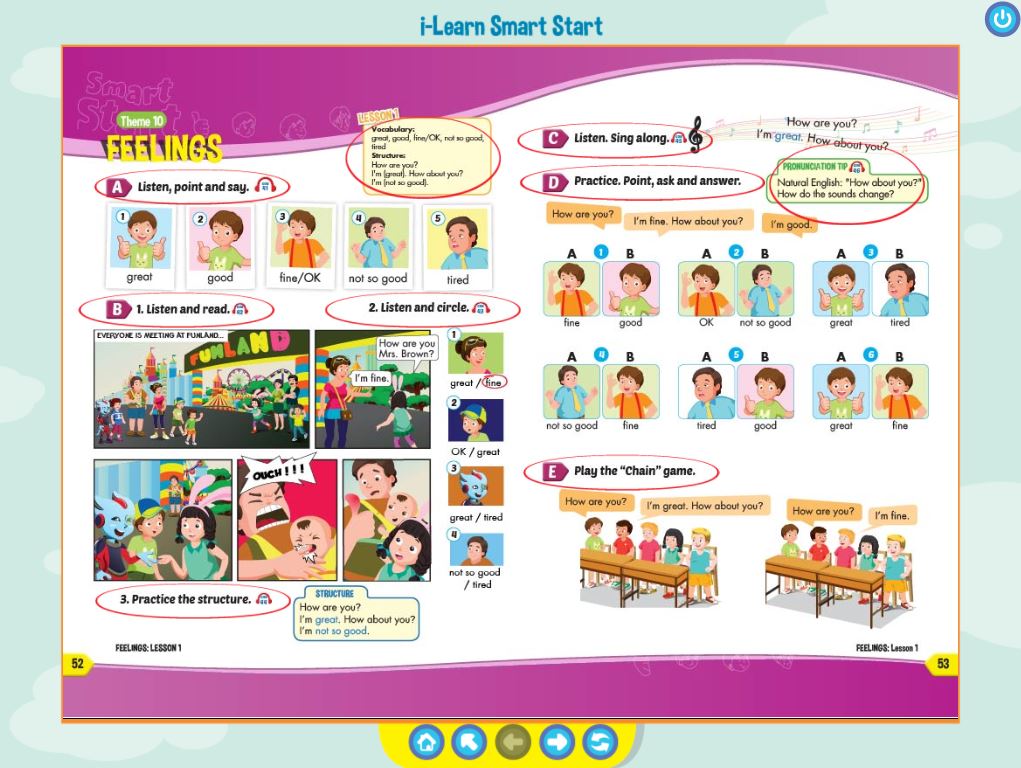 i-Learn Smart Start
Smart
Start
Theme 10
FEELINGS
LESSON 1
Vocabulary:
great, good, fine/OK, not so good,
tired
Structure:
How are you?
I'm (great). How about you?
I'm (not so good).
A Listen, point and say.
1
2
3
4
5
great
good
fine/OK
not so good
tired
B 1. Listen and read.
EVERYONE IS MEETING AT FUNLAND...
FUNLAND
How are you
Mrs. Brown?
I'm fine.
OUCH!!!
2. Listen and circle.
1
great / fine
2
OK / great
3
great / tired
4
not so good
/ tired
3. Practice the structure.
STRUCTURE
How are you?
I'm great. How about you?
I'm not so good.
FEELINGS: LESSON 1
52
C Listen. Sing along.
How are you?
I'm great. How about you?
PRONUNCIATION TIP
Natural English: "How about you?"
How do the sounds change?
D Practice. Point, ask and answer.
How are you?
I'm fine. How about you?
I'm good.
A 1 B
fine good
A 2 B
OK not so good
A 3 B
great tired
A 4 B
not so good fine
A 5 B
tired good
A 6 B
great fine
E Play the “Chain” game.
How are you?
I'm great. How about you?
How are you?
I'm fine.
FEELINGS: Lesson 1
53